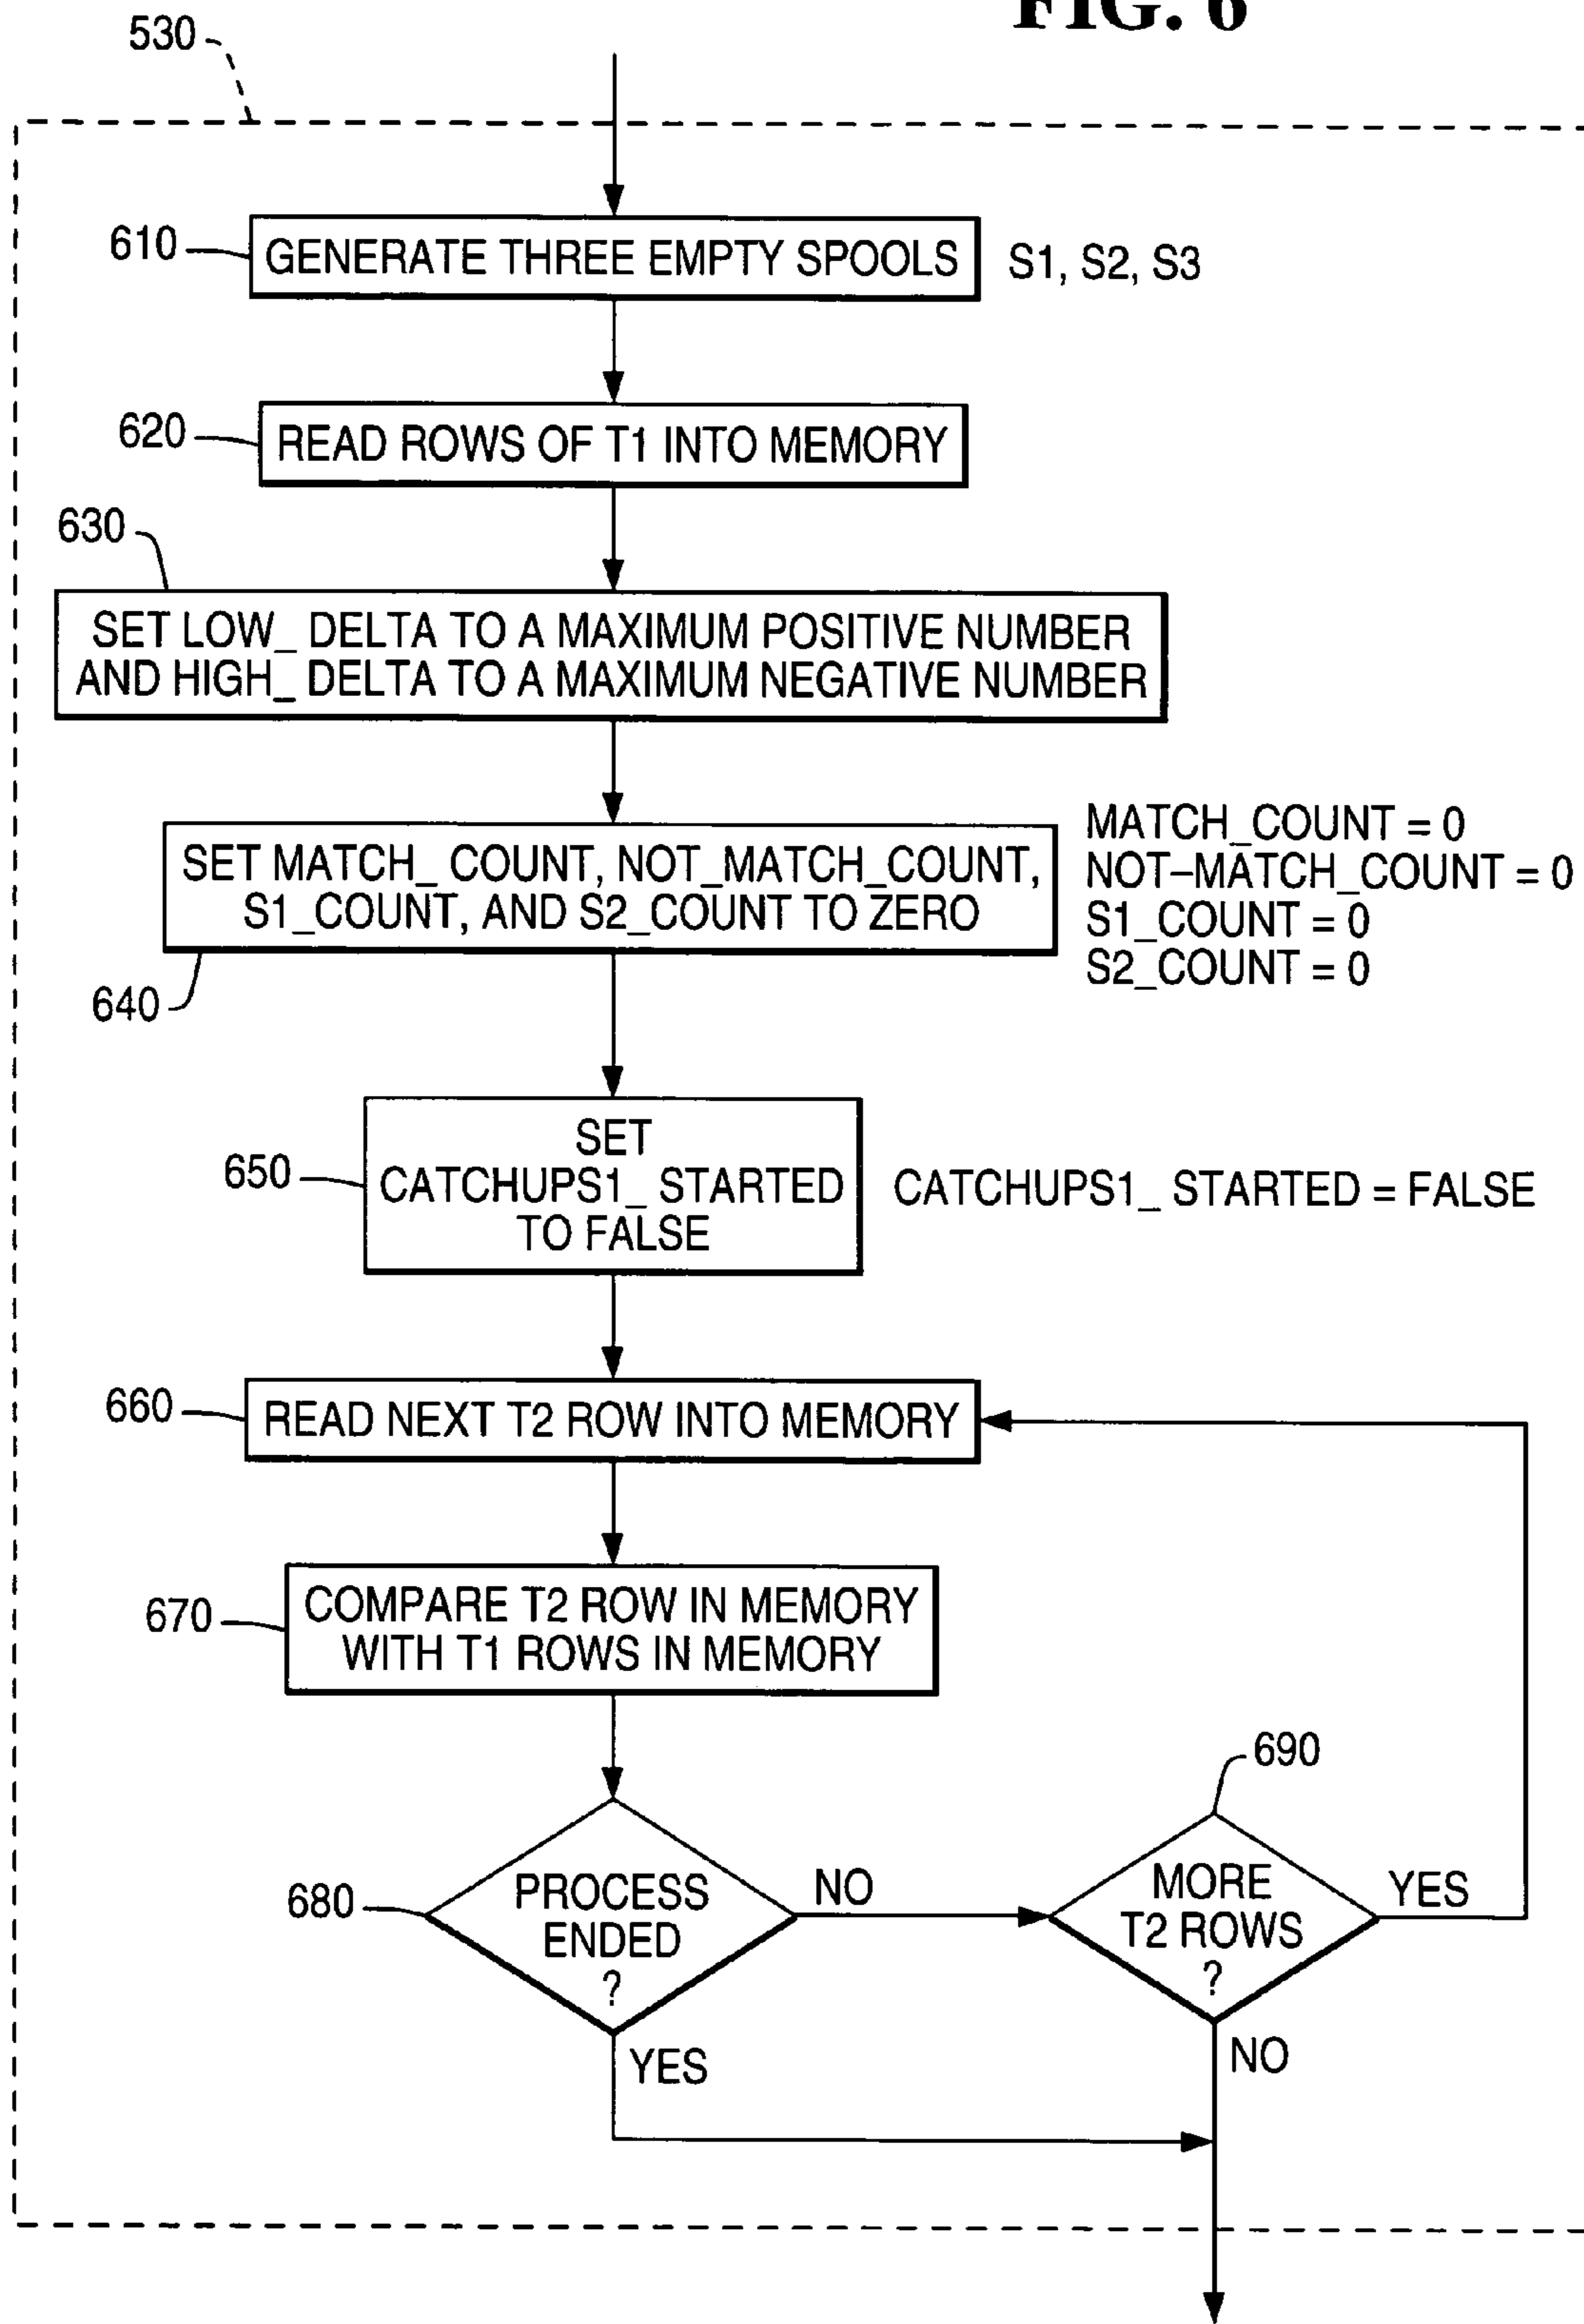 FIG. 6
530
610
GENERATE THREE EMPTY SPOOLS
S1, S2, S3
620
READ ROWS OF T1 INTO MEMORY
630
SET LOW_ DELTA TO A MAXIMUM POSITIVE NUMBER
AND HIGH_ DELTA TO A MAXIMUM NEGATIVE NUMBER
SET MATCH_ COUNT, NOT_MATCH_COUNT,
S1_COUNT, AND S2_COUNT TO ZERO
640
MATCH_COUNT = 0
NOT-MATCH_COUNT = 0
S1_COUNT = 0
S2_COUNT = 0
650
SET
CATCHUPS1_ STARTED
TO FALSE
CATCHUPS1_ STARTED = FALSE
660
READ NEXT T2 ROW INTO MEMORY
670
COMPARE T2 ROW IN MEMORY
WITH T1 ROWS IN MEMORY
680
PROCESS
ENDED
?
NO
YES
690
MORE
T2 ROWS
?
YES
NO